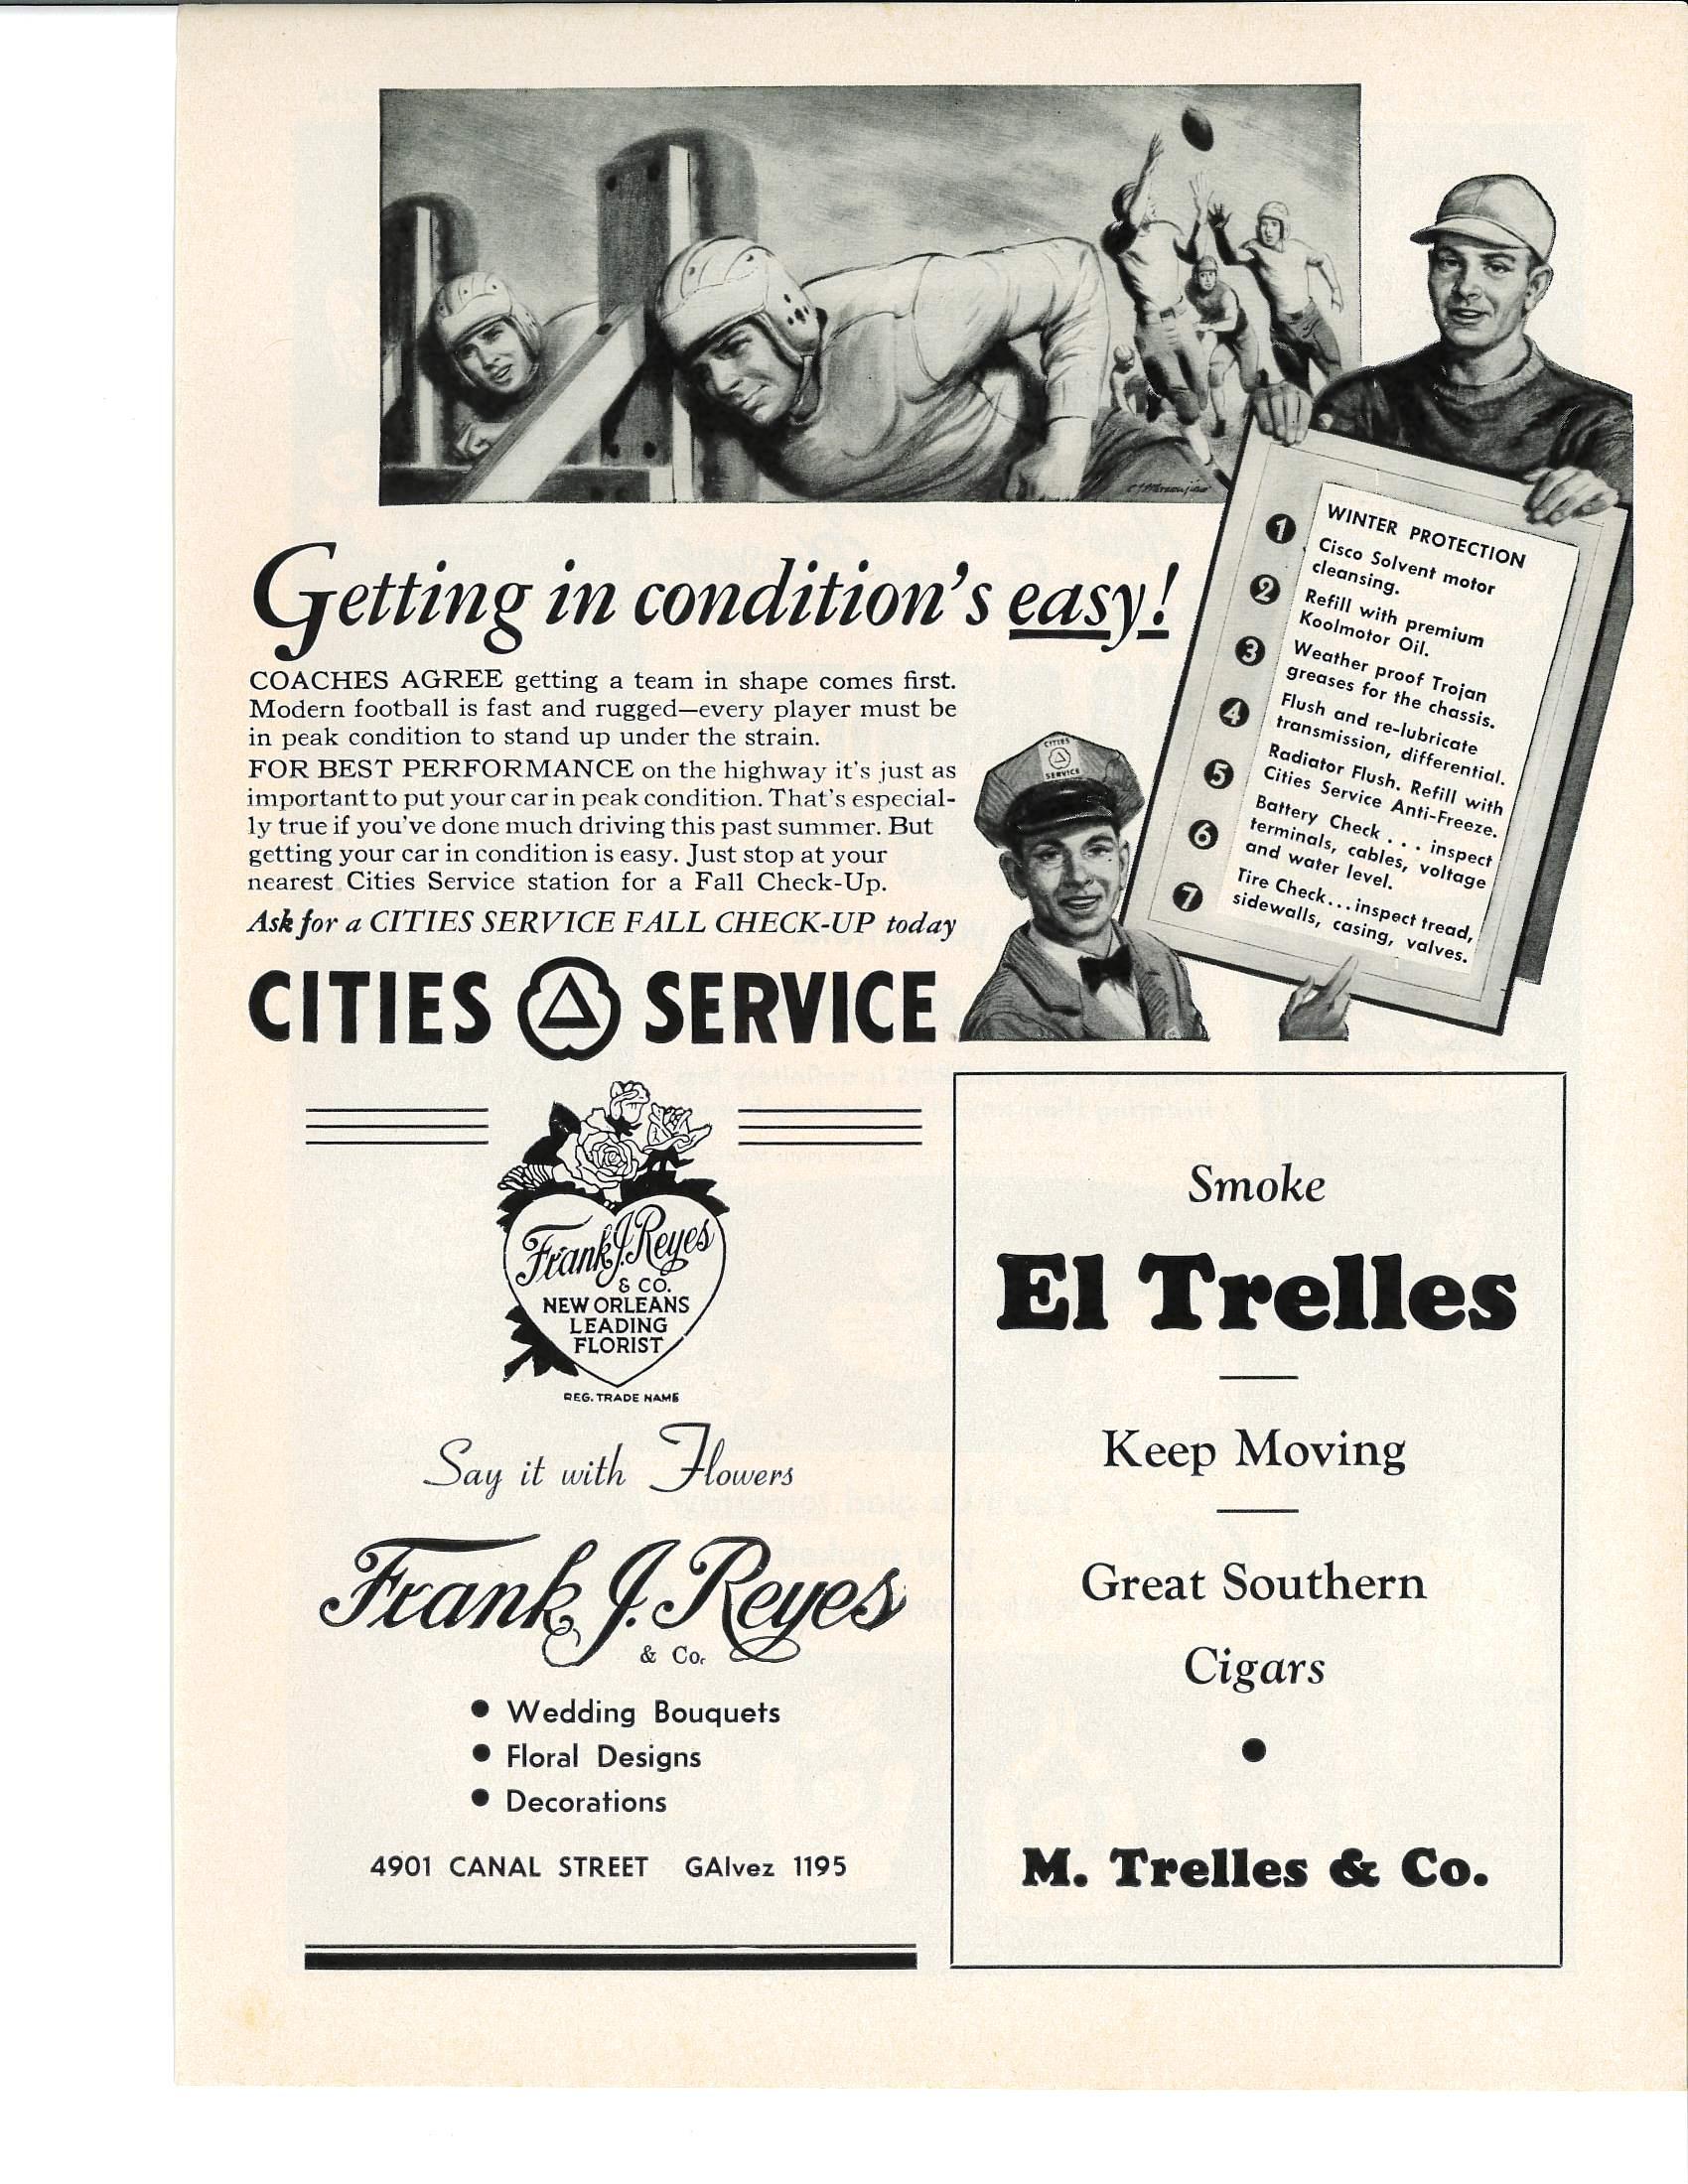 Getting in condition's easy!
COACHES AGREE getting a team in shape comes first.
Modern football is fast and rugged—every player must be
in peak condition to stand up under the strain.
FOR BEST PERFORMANCE on the highway it's just as
important to put your car in peak condition. That's especial-
ly true if you've done much driving this past summer. But
getting your car in condition is easy. Just stop at your
nearest Cities Service station for a Fall Check-Up.
Ask for a CITIES SERVICE FALL CHECK-UP today
CITIES SERVICE
WINTER PROTECTION
1 Cisco Solvent motor
cleansing.
2 Refill with premium
Koolmotor Oil.
3 Weather proof Trojan
greases for the chassis.
4 Flush and re-lubricate
transmission, differential.
5 Radiator Flush. Refill with
Cities Service Anti-Freeze.
6 Battery Check . . . inspect
terminals, cables, voltage
and water level.
7 Tire Check...inspect tread,
sidewalls, casing, valves.
CITIES
SERVICE
Frank J. Reyes
& CO.
NEW ORLEANS
LEADING
FLORIST
REG. TRADE NAME
Say it with Flowers
Frank J. Reyes
& Co.
• Wedding Bouquets
• Floral Designs
• Decorations
4901 CANAL STREET GAlvez 1195
Smoke
El Trelles
Keep Moving
Great Southern
Cigars
M. Trelles & Co.